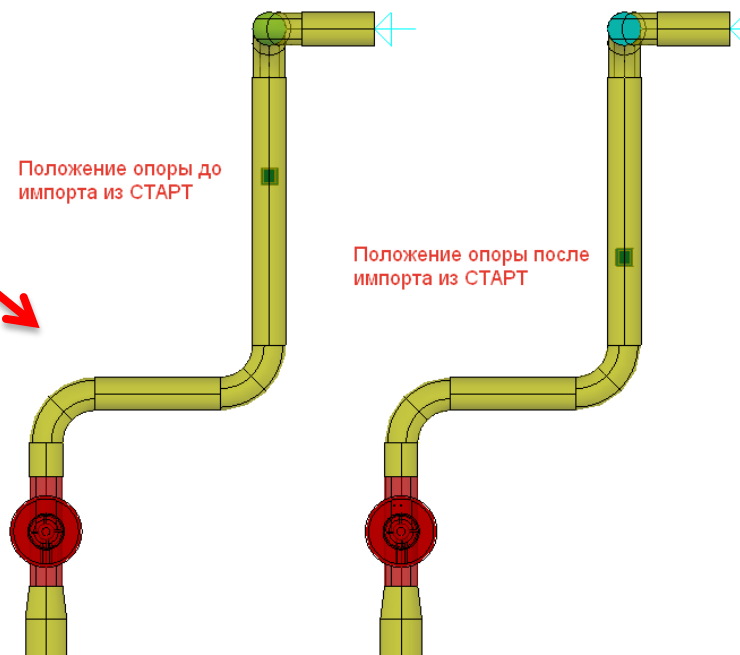 Положение опоры до
импорта из СТАРТ
Положение опоры после
импорта из СТАРТ